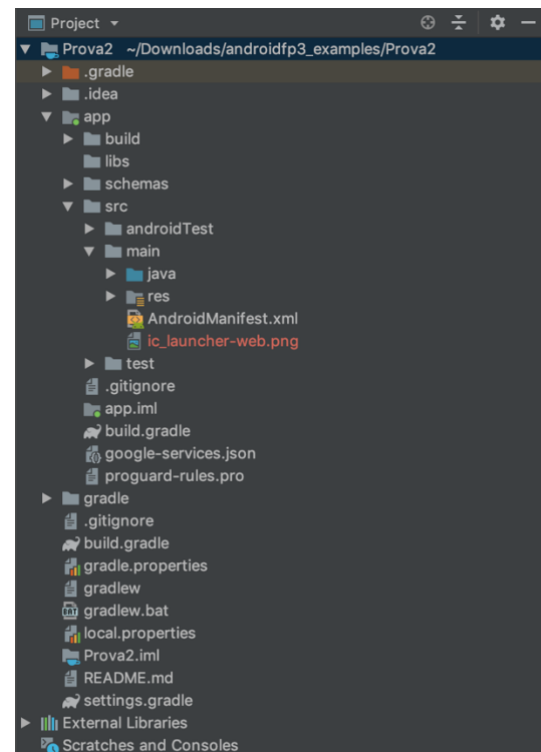 Project
Prova2 ~/Downloads/androidfp3_examples/Prova2
.gradle
.idea
app
build
libs
schemas
src
androidTest
main
java
res
AndroidManifest.xml
ic_launcher-web.png
test
.gitignore
app.iml
build.gradle
google-services.json
proguard-rules.pro
gradle
.gitignore
build.gradle
gradle.properties
gradlew
gradlew.bat
local.properties
Prova2.iml
README.md
settings.gradle
External Libraries
Scratches and Consoles